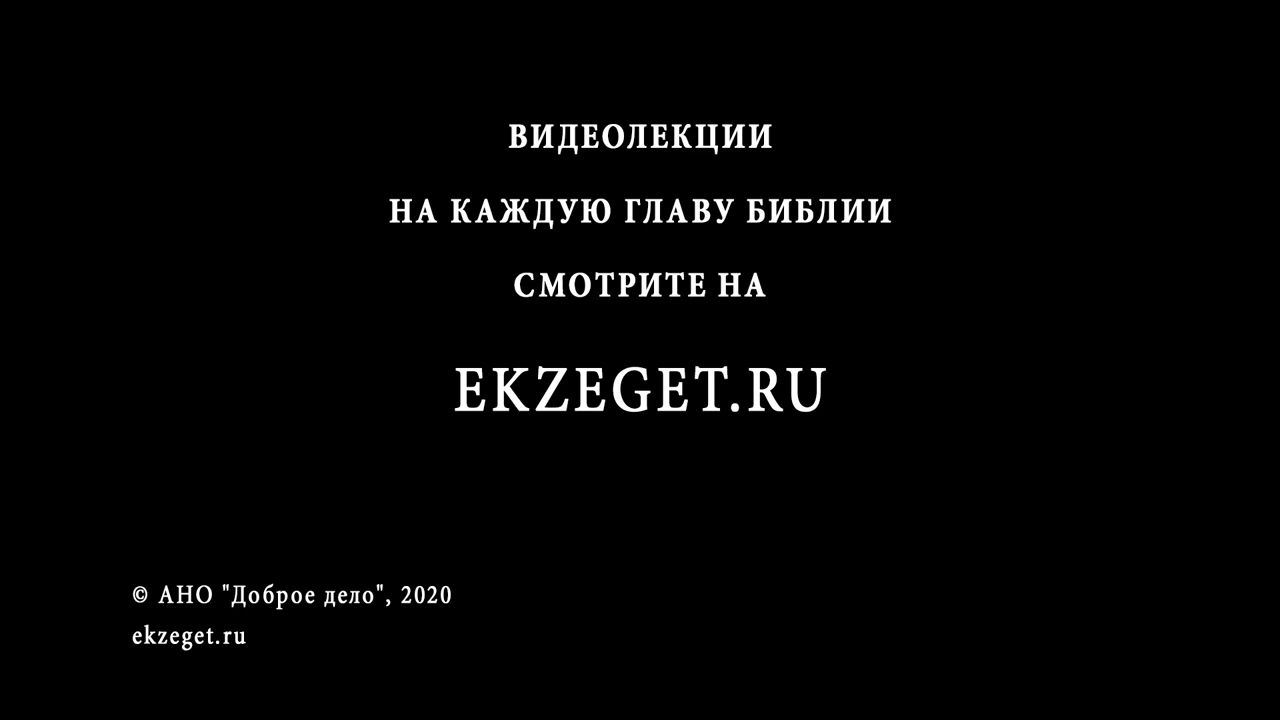 ВИДЕОЛЕКЦИИ
НА КАЖДУЮ ГЛАВУ БИБЛИИ
СМОТРИТЕ НА
EKZEGET.RU
© АНО "Доброе дело", 2020
ekzeget.ru